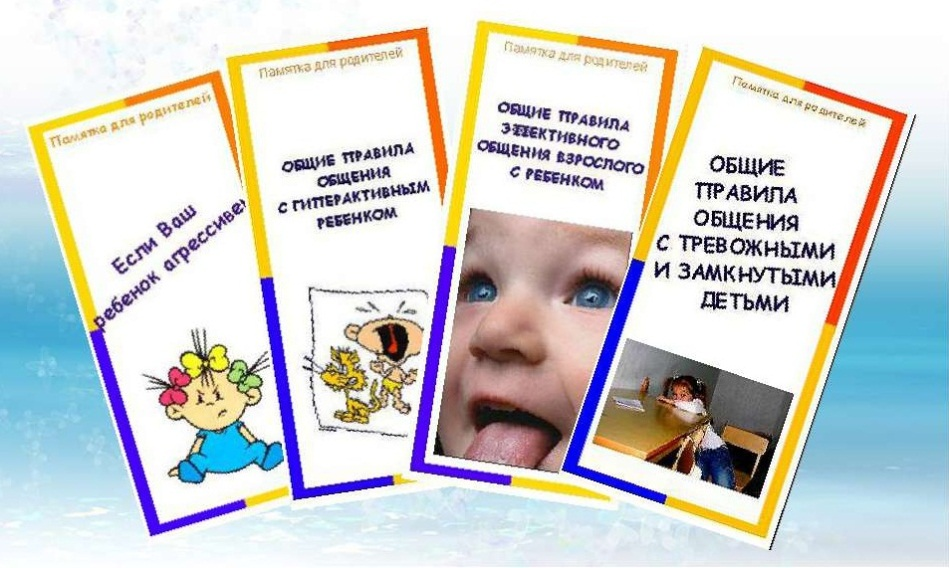 Памятка для родителей
Если Ваш
ребенок агрессивен
Памятка для родителей
ОБЩИЕ ПРАВИЛА
ОБЩЕНИЯ
С ГИПЕРАКТИВНЫМ
РЕБЕНКОМ
Памятка для родителей
ОБЩИЕ ПРАВИЛА
ЭФФЕКТИВНОГО
ОБЩЕНИЯ ВЗРОСЛОГО
С РЕБЕНКОМ
Памятка для родителей
ОБЩИЕ
ПРАВИЛА
ОБЩЕНИЯ
С ТРЕВОЖНЫМИ
И ЗАМКНУТЫМИ
ДЕТЬМИ